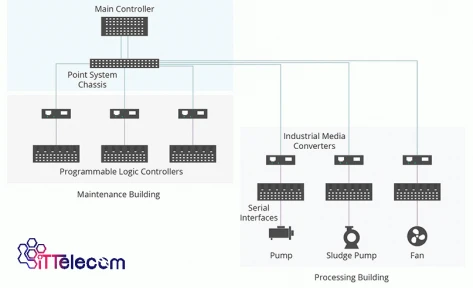 Main Controller
Point System
Chassis
Programmable Logic Controllers
Maintenance Building
Industrial Media
Converters
Serial
Interfaces
Pump
Sludge Pump
Fan
Processing Building
iTTelecom